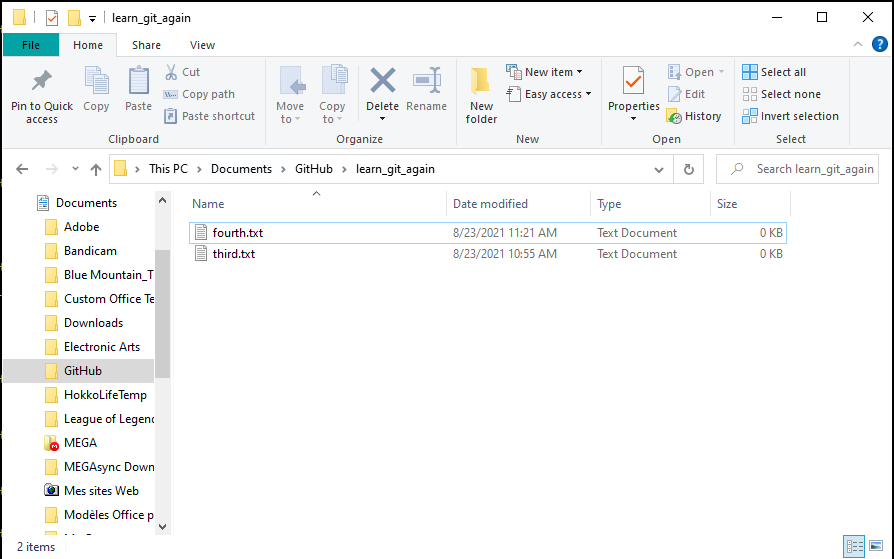 learn_git_again
File Home Share View
Pin to Quick access
Copy
Paste
Cut
Copy path
Paste shortcut
Clipboard
Move to
Copy to
Delete
Rename
Organize
New folder
New item
Easy access
New
Properties
Open
Edit
History
Open
Select all
Select none
Invert selection
Select
This PC > Documents > GitHub > learn_git_again
Search learn_git_again
Documents
Adobe
Bandicam
Blue Mountain_T
Custom Office Te
Downloads
Electronic Arts
GitHub
HokkoLifeTemp
League of Legend
MEGA
MEGAsync Down
Mes sites Web
Modèles Office p
Name Date modified Type Size
fourth.txt 8/23/2021 11:21 AM Text Document 0 KB
third.txt 8/23/2021 10:55 AM Text Document 0 KB
2 items